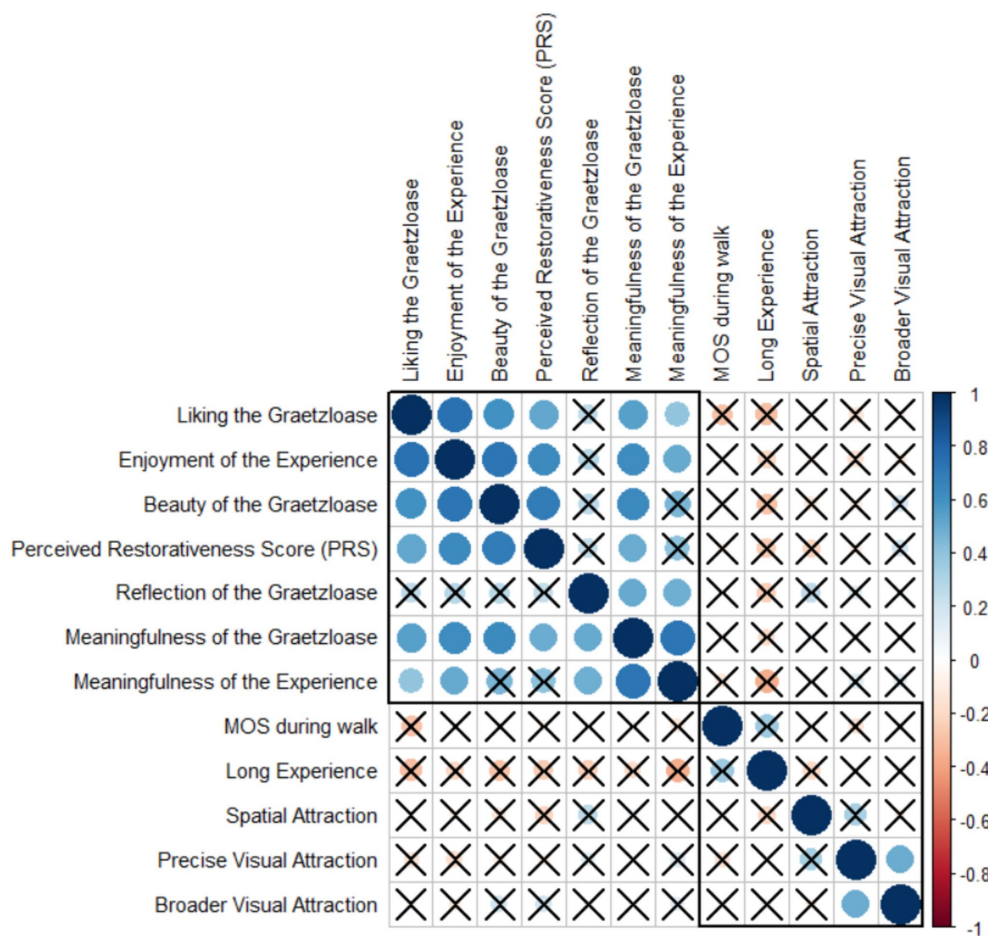 Liking the Graetzloase
Enjoyment of the Experience
Beauty of the Graetzloase
Perceived Restorativeness Score (PRS)
Reflection of the Graetzloase
Meaningfulness of the Graetzloase
Meaningfulness of the Experience
MOS during walk
Long Experience
Spatial Attraction
Precise Visual Attraction
Broader Visual Attraction
Liking the Graetzloase
Enjoyment of the Experience
Beauty of the Graetzloase
Perceived Restorativeness Score (PRS)
Reflection of the Graetzloase
Meaningfulness of the Graetzloase
Meaningfulness of the Experience
MOS during walk
Long Experience
Spatial Attraction
Precise Visual Attraction
Broader Visual Attraction
1
0.8
0.6
0.4
0.2
0
-0.2
-0.4
-0.6
-0.8
-1